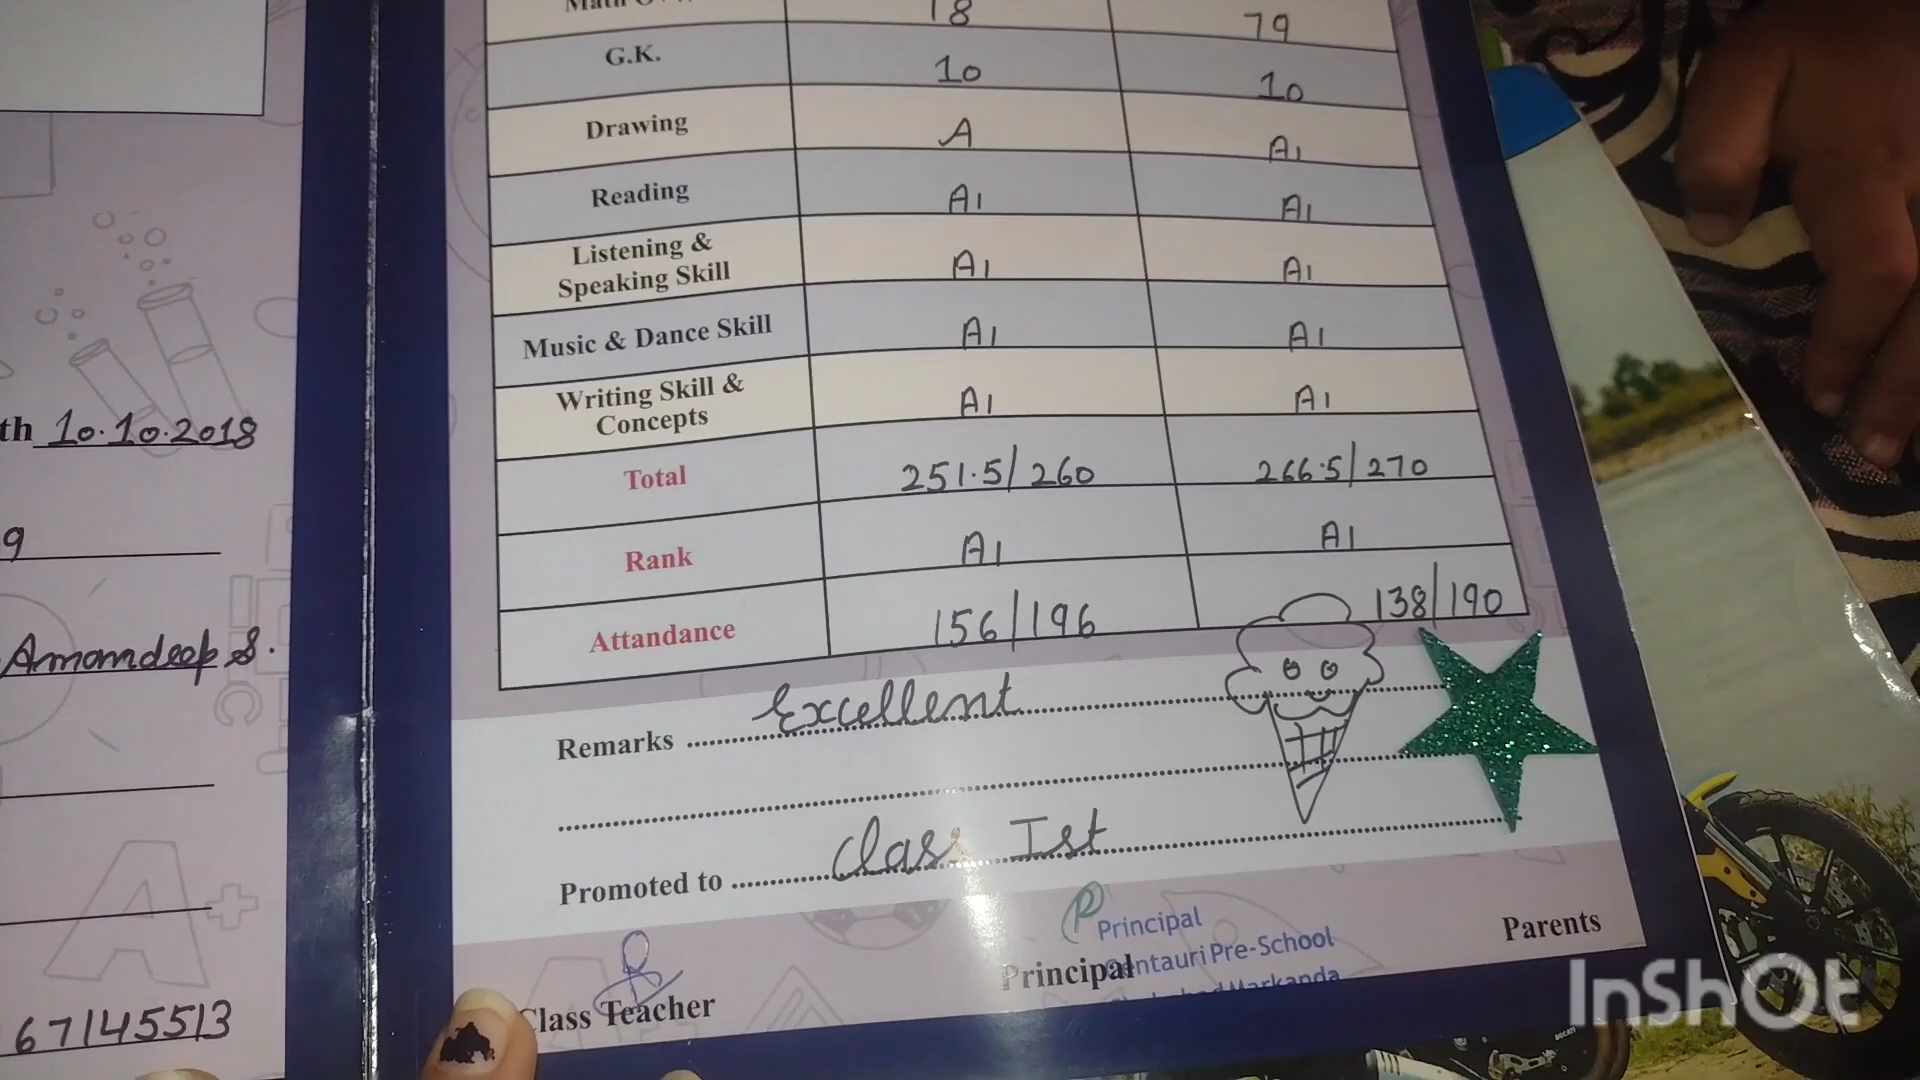 18 79
G.K. 10 10
Drawing A A1
Reading A1 A1
Listening & Speaking Skill A1 A1
Music & Dance Skill A1 A1
Writing Skill & Concepts A1 A1
Total 251.5/260 266.5/270
Rank A1 A1
Attandance 156/196 138/190
Remarks Excellent
Promoted to Class Ist
Class Teacher
Principal
Pre-School
Principal
Parents
th 10.10.2018
9
Amandeep S.
67145513
InShOt